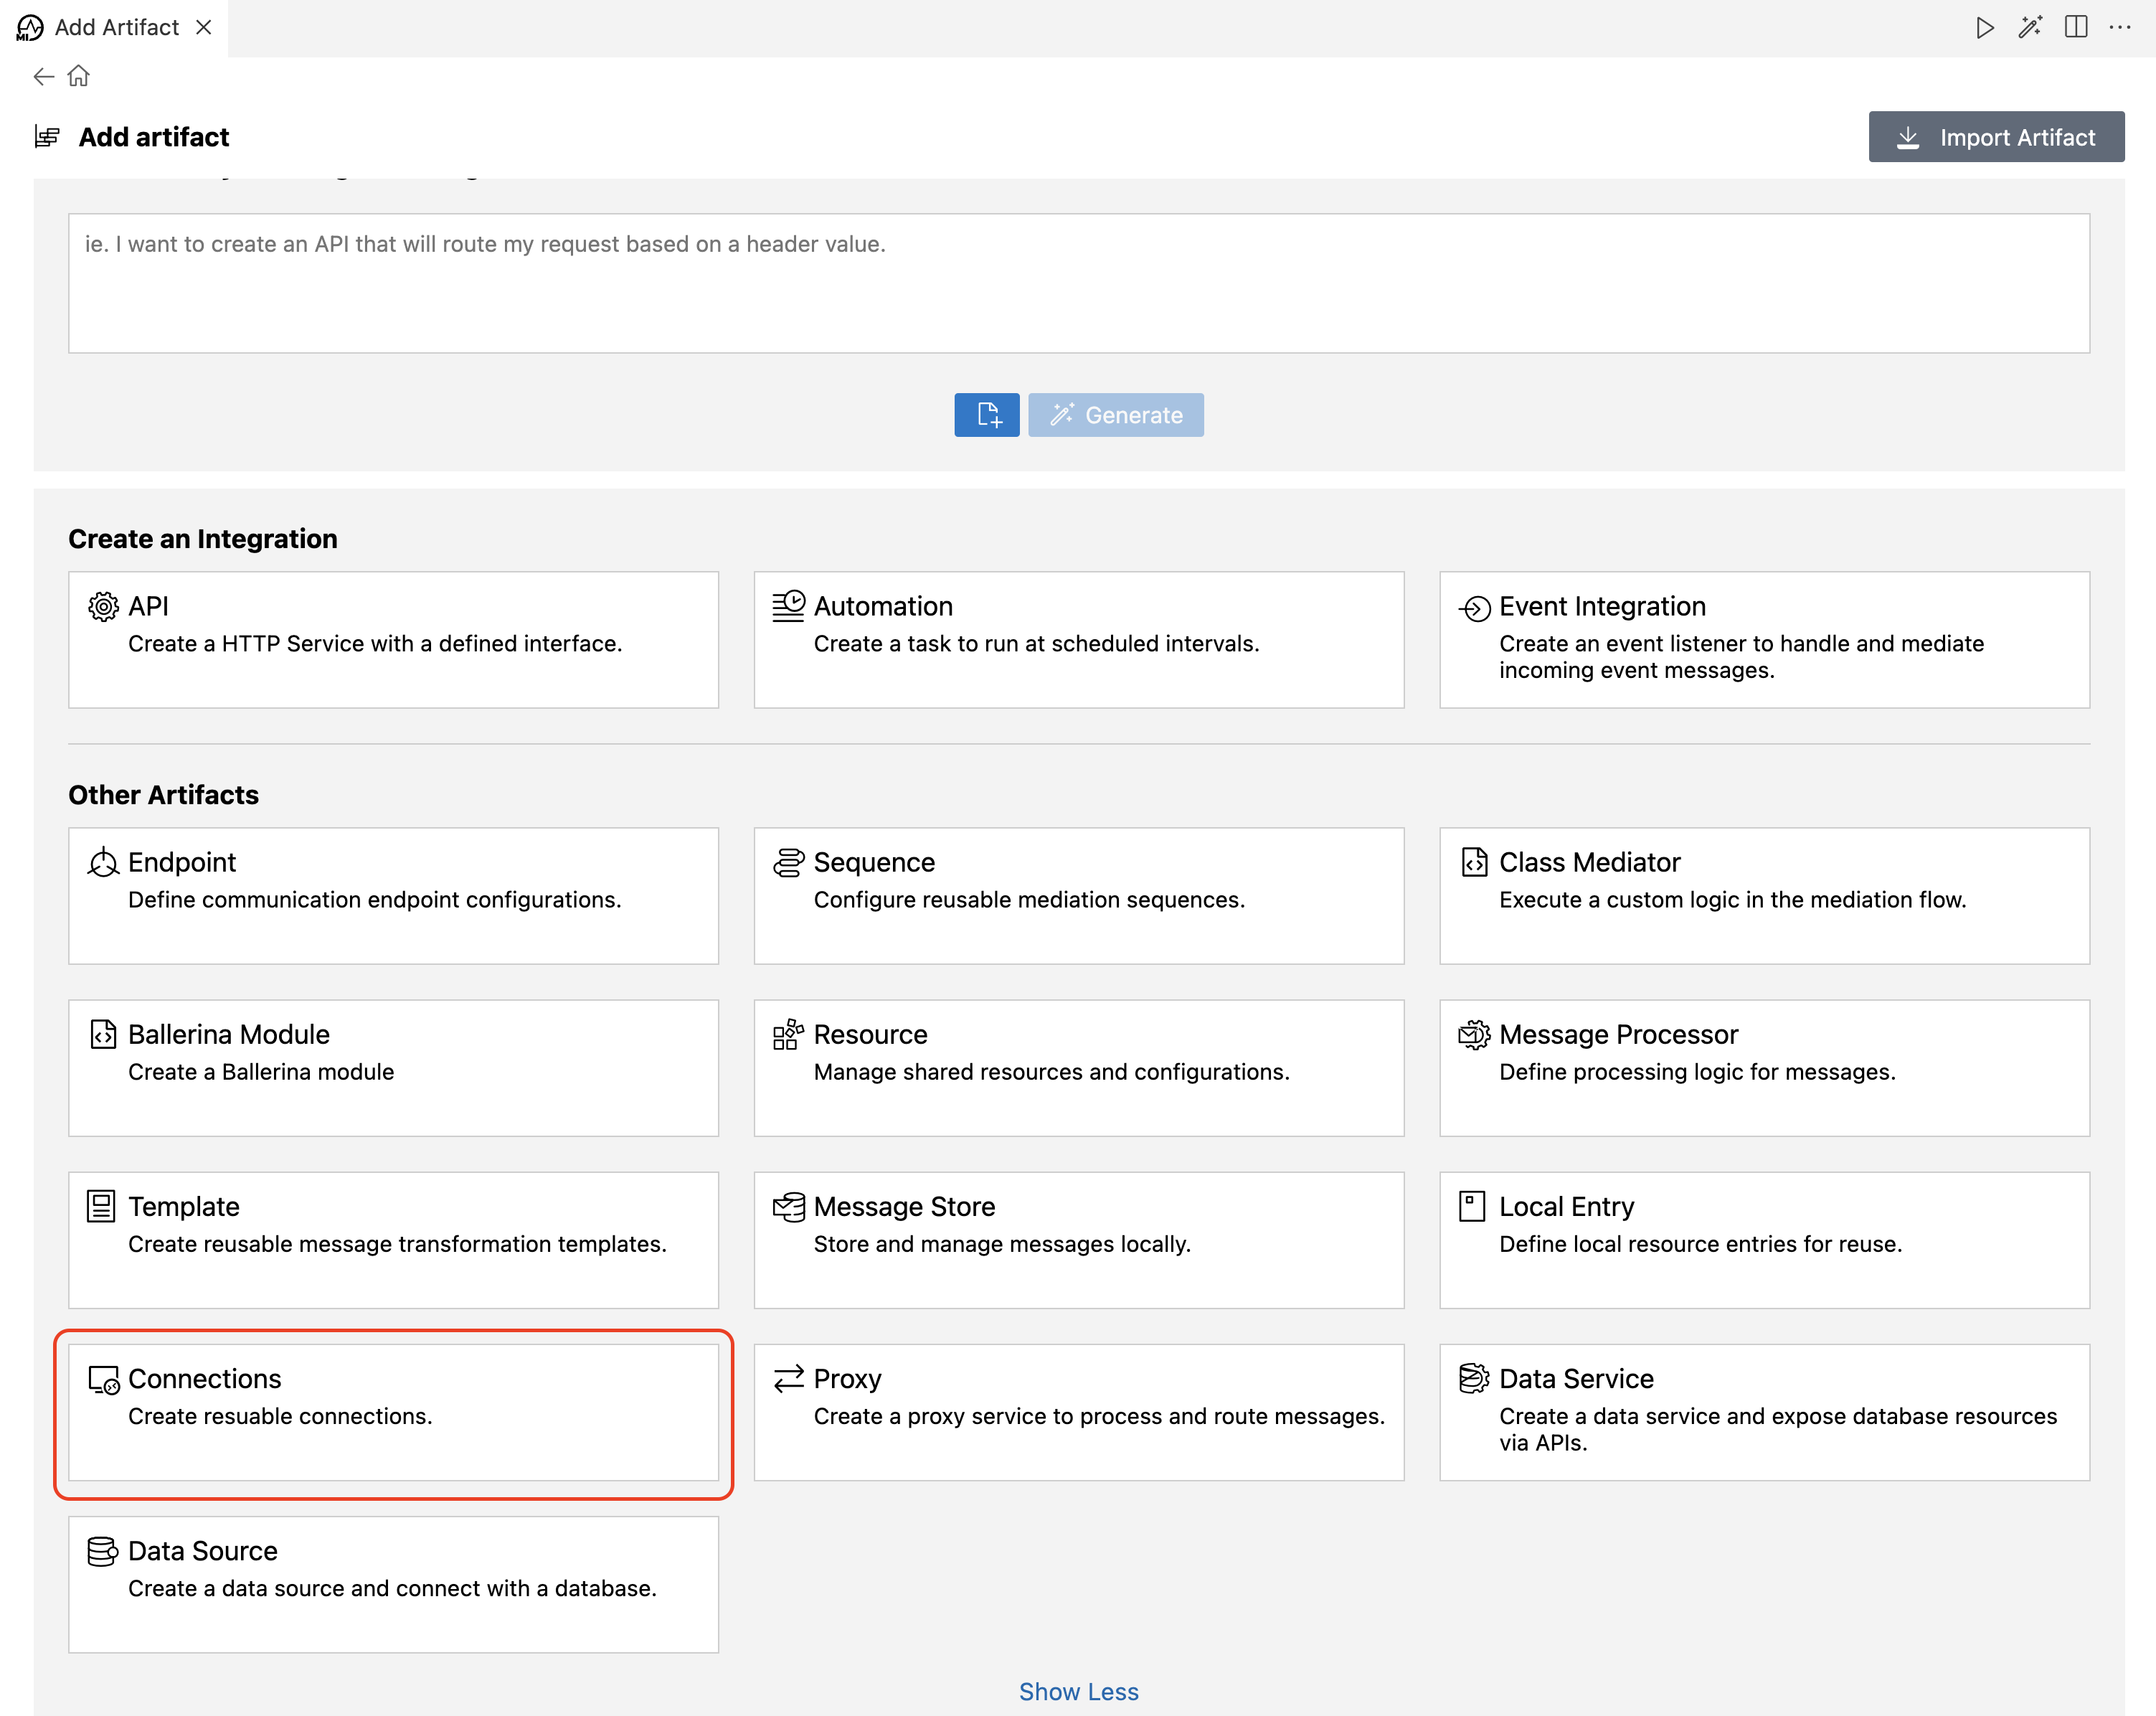 MI Add Artifact
Add artifact
Import Artifact
ie. I want to create an API that will route my request based on a header value.
Generate
Create an Integration
API
Create a HTTP Service with a defined interface.
Automation
Create a task to run at scheduled intervals.
Event Integration
Create an event listener to handle and mediate
incoming event messages.
Other Artifacts
Endpoint
Define communication endpoint configurations.
Sequence
Configure reusable mediation sequences.
Class Mediator
Execute a custom logic in the mediation flow.
Ballerina Module
Create a Ballerina module
Resource
Manage shared resources and configurations.
Message Processor
Define processing logic for messages.
Template
Create reusable message transformation templates.
Message Store
Store and manage messages locally.
Local Entry
Define local resource entries for reuse.
Connections
Create resuable connections.
Proxy
Create a proxy service to process and route messages.
Data Service
Create a data service and expose database resources
via APIs.
Data Source
Create a data source and connect with a database.
Show Less